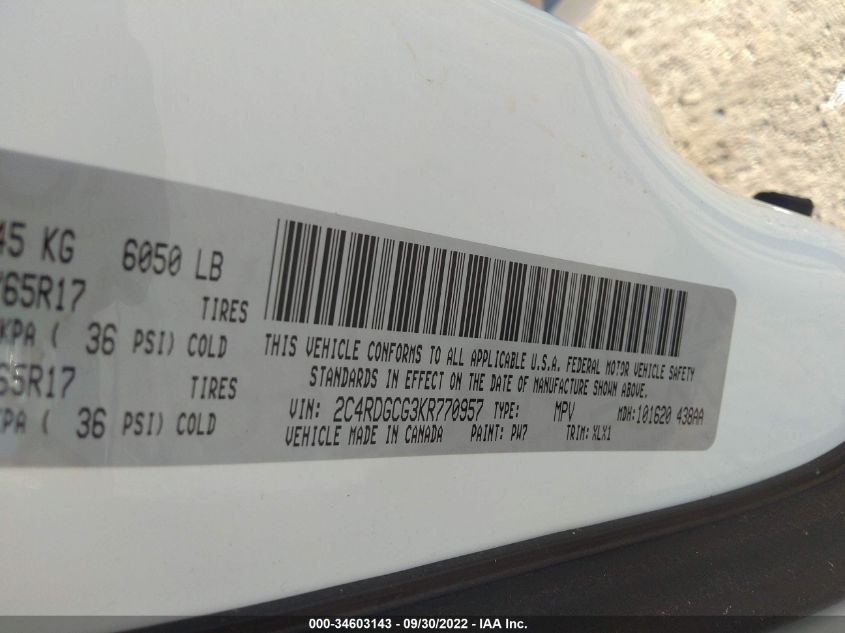 45 KG 6050 LB
65R17 TIRES
KPA ( 36 PSI) COLD
65R17 TIRES
KPA ( 36 PSI) COLD
THIS VEHICLE CONFORMS TO ALL APPLICABLE U.S.A. FEDERAL MOTOR VEHICLE SAFETY
STANDARDS IN EFFECT ON THE DATE OF MANUFACTURE SHOWN ABOVE.
VIN: 2C4RDGCG3KR770957 TYPE: MPV MDH:101620 438AA
VEHICLE MADE IN CANADA PAINT: PW7 TRIM: XLX1
000-34603143 - 09/30/2022 - IAA Inc.